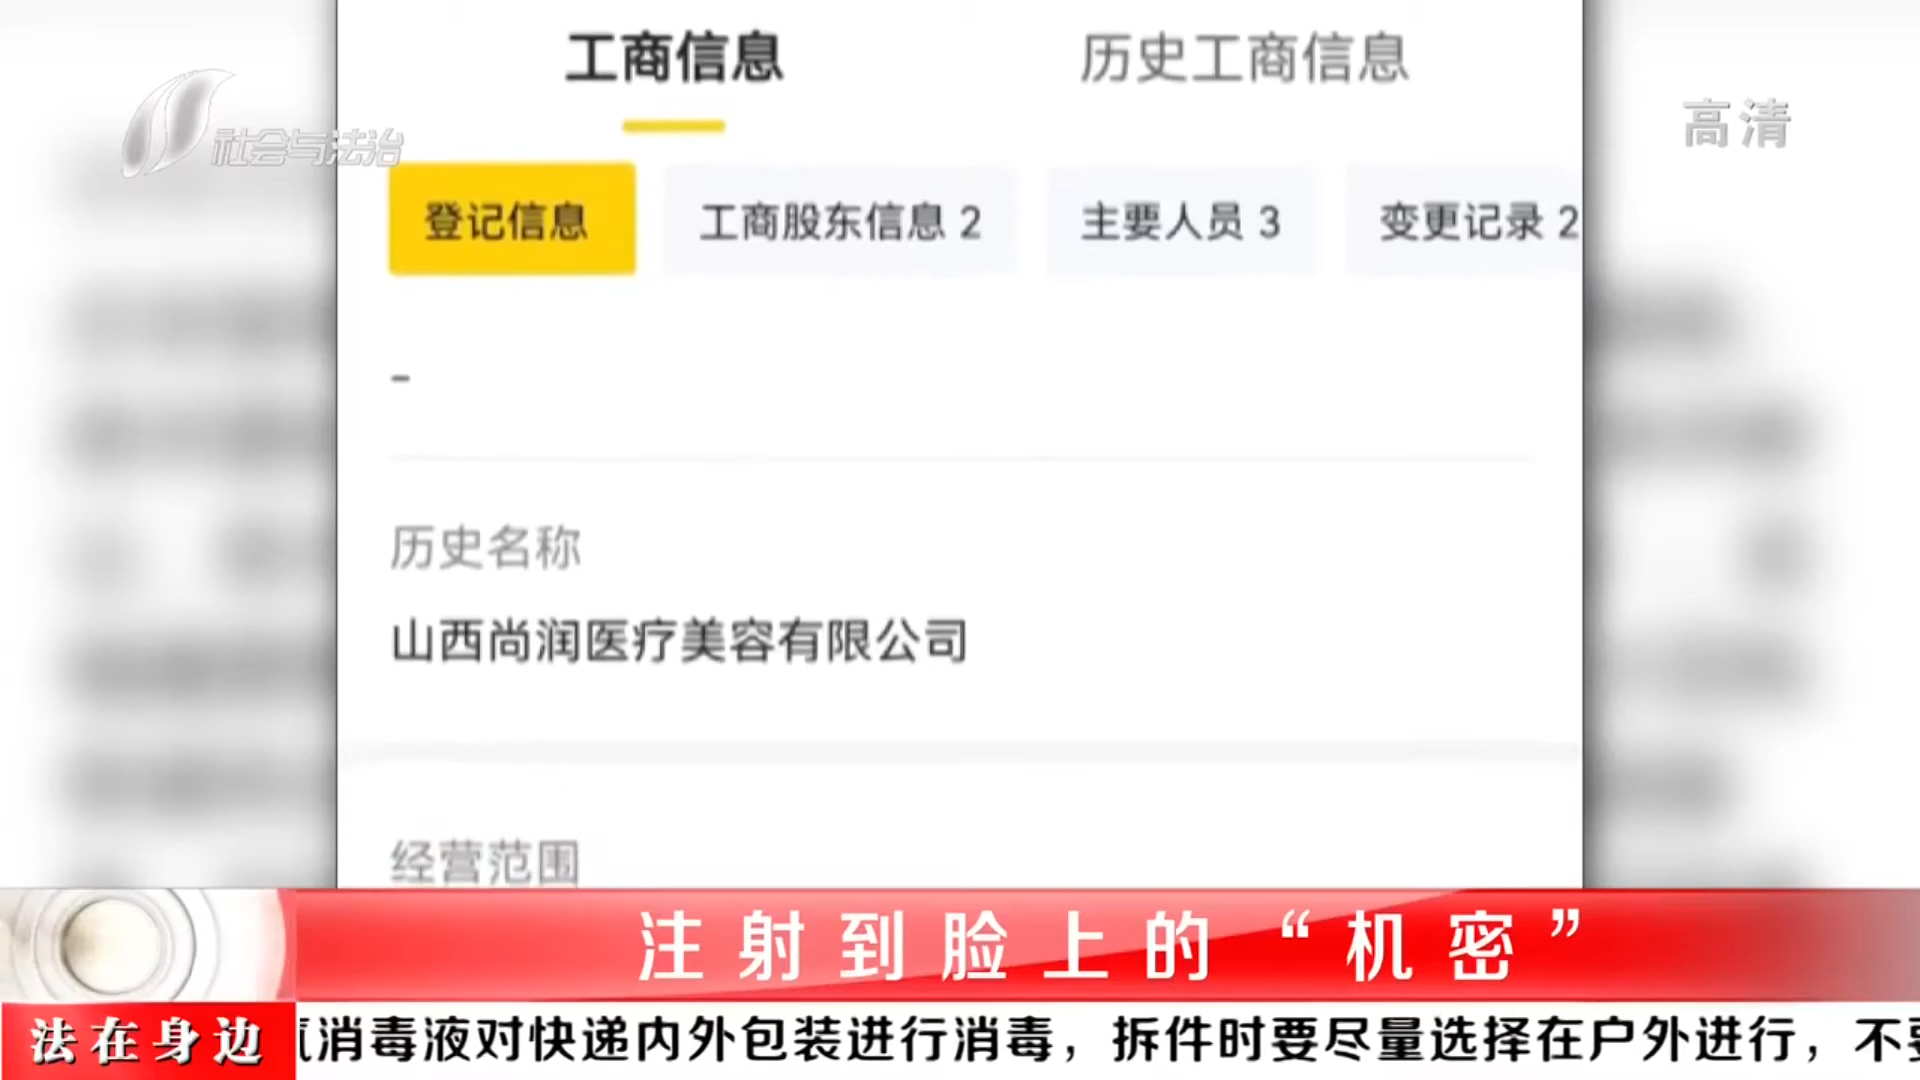 工商信息 历史工商信息
社会与法治
高清
登记信息 工商股东信息 2 主要人员 3 变更记录 2
-
历史名称
山西尚润医疗美容有限公司
经营范围
注射到脸上的“机密”
法在身边
消毒液对快递内外包装进行消毒，拆件时要尽量选择在户外进行，不